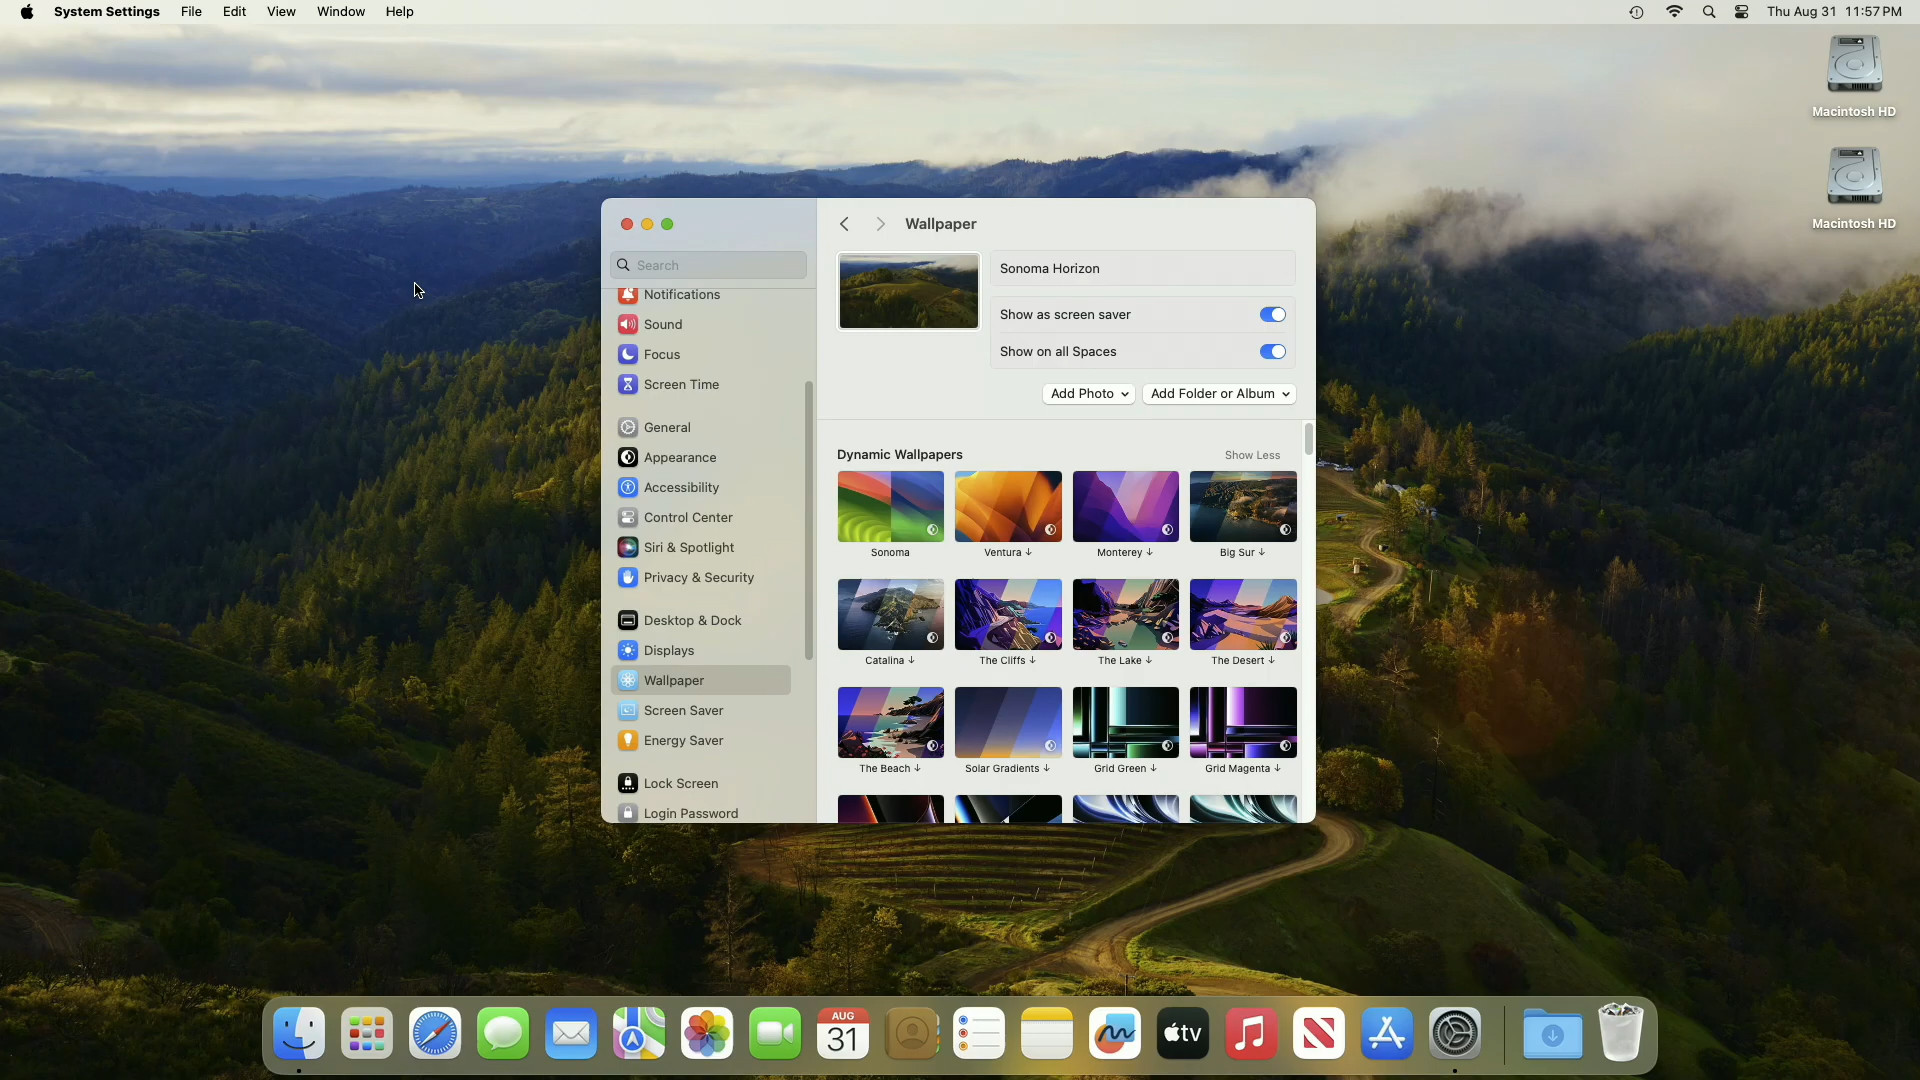 System Settings File Edit View Window Help Thu Aug 31 11:57 PM
Macintosh HD
Macintosh HD
Search
Notifications
Sound
Focus
Screen Time
General
Appearance
Accessibility
Control Center
Siri & Spotlight
Privacy & Security
Desktop & Dock
Displays
Wallpaper
Screen Saver
Energy Saver
Lock Screen
Login Password
Wallpaper
Sonoma Horizon
Show as screen saver
Show on all Spaces
Add Photo Add Folder or Album
Dynamic Wallpapers Show Less
Sonoma Ventura ↓ Monterey ↓ Big Sur ↓
Catalina ↓ The Cliffs ↓ The Lake ↓ The Desert ↓
The Beach ↓ Solar Gradients ↓ Grid Green ↓ Grid Magenta ↓
AUG
31
tv